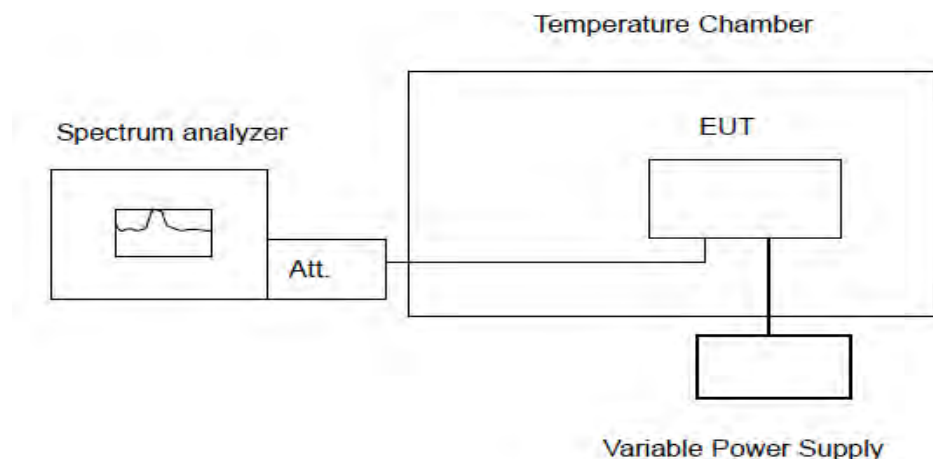 Temperature Chamber
Spectrum analyzer
EUT
Att.
Variable Power Supply